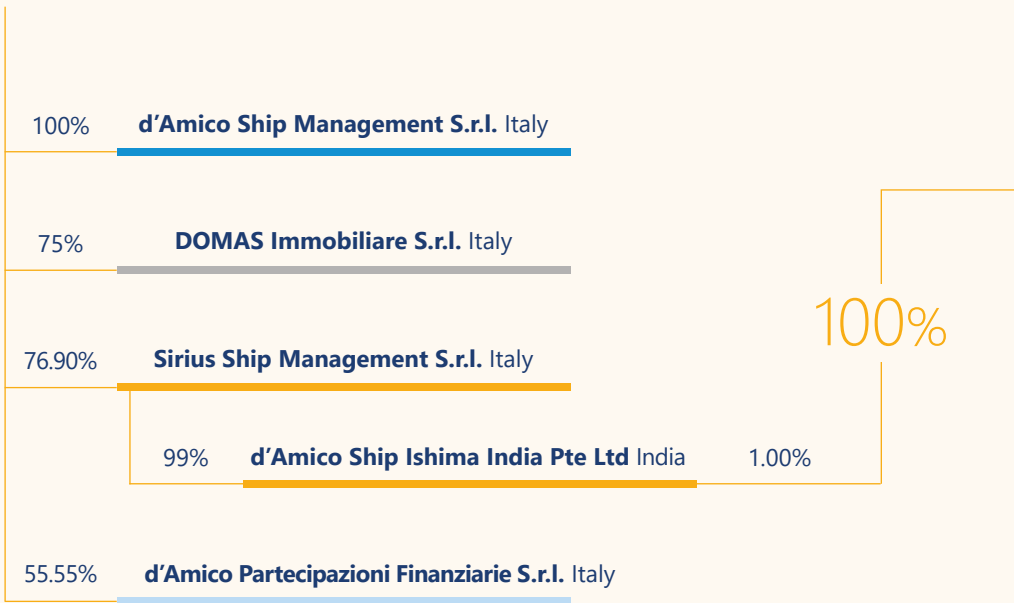 100% d’Amico Ship Management S.r.l. Italy
75% DOMAS Immobiliare S.r.l. Italy
100%
76.90% Sirius Ship Management S.r.l. Italy
99% d’Amico Ship Ishima India Pte Ltd India 1.00%
55.55% d’Amico Partecipazioni Finanziarie S.r.l. Italy